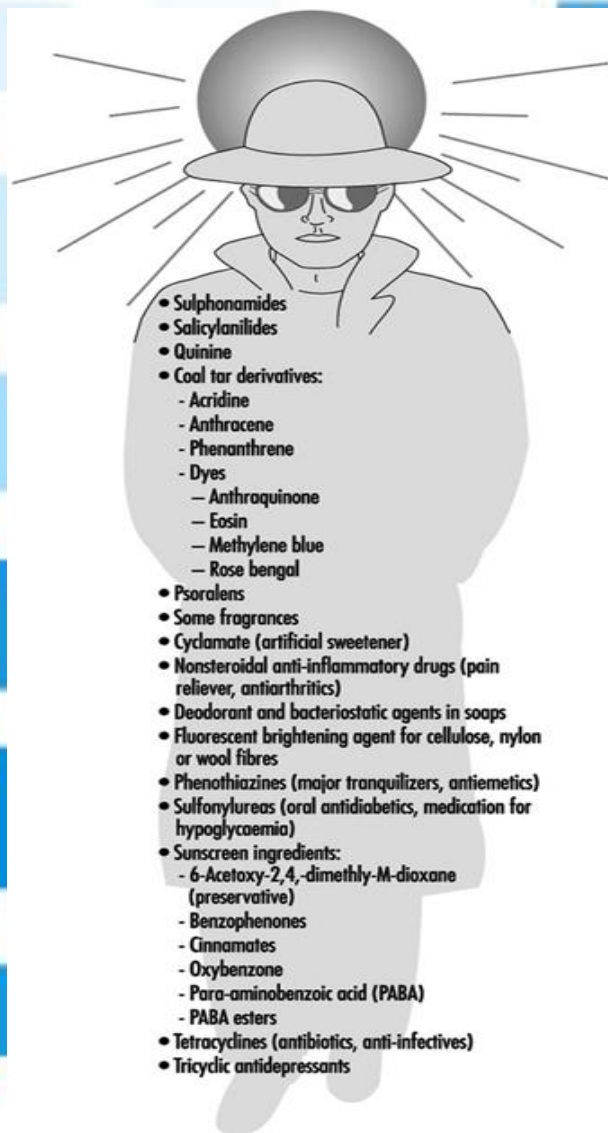 • Sulphonamides
• Salicylanilides
• Quinine
• Coal tar derivatives:
- Acridine
- Anthracene
- Phenanthrene
- Dyes
— Anthraquinone
— Eosin
— Methylene blue
— Rose bengal
• Psoralens
• Some fragrances
• Cyclamate (artificial sweetener)
• Nonsteroidal anti-inflammatory drugs (pain
reliever, antiarthritics)
• Deodorant and bacteriostatic agents in soaps
• Fluorescent brightening agent for cellulose, nylon
or wool fibres
• Phenothiazines (major tranquilizers, antiemetics)
• Sulfonylureas (oral antidiabetics, medication for
hypoglycaemia)
• Sunscreen ingredients:
- 6-Acetoxy-2,4,-dimethly-M-dioxane
(preservative)
- Benzophenones
- Cinnamates
- Oxybenzone
- Para-aminobenzoic acid (PABA)
- PABA esters
• Tetracyclines (antibiotics, anti-infectives)
• Tricyclic antidepressants